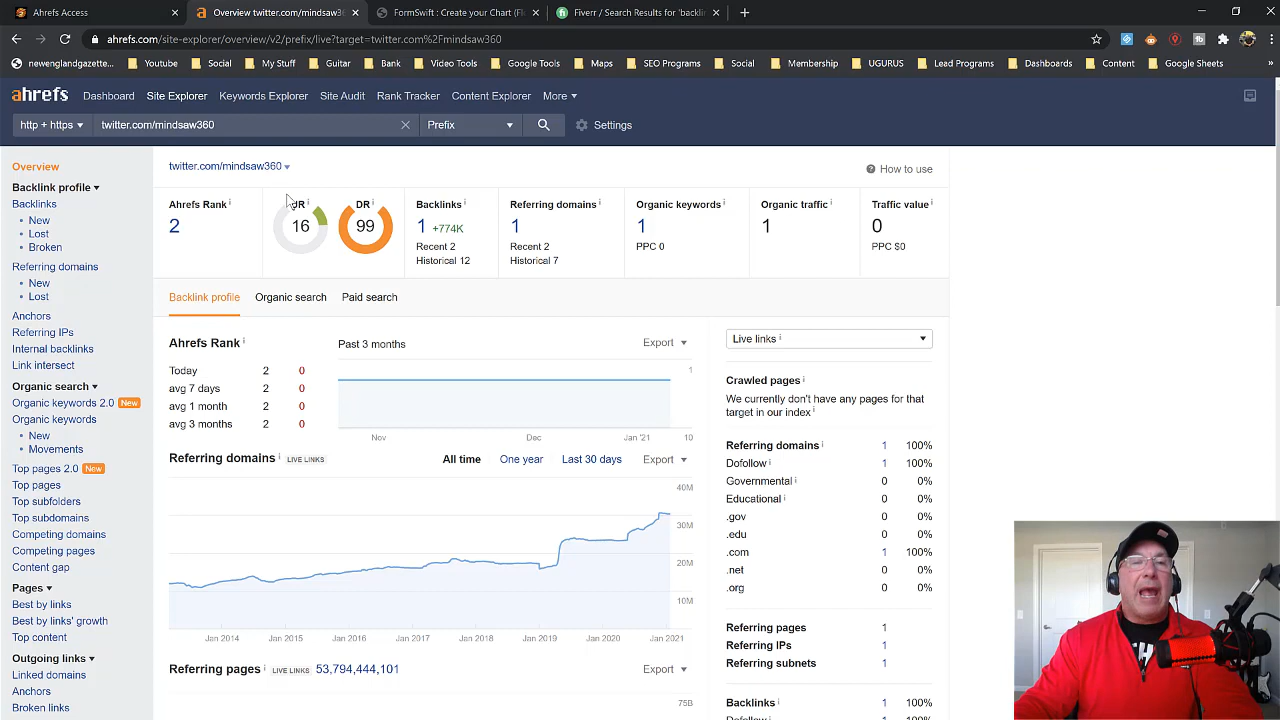 Ahrefs Access
Overview twitter.com/mindsaw36
FormSwift : Create your Chart (Fl
Fiverr / Search Results for 'backli
ahrefs.com/site-explorer/overview/v2/prefix/live?target=twitter.com%2Fmindsaw360
newenglandgazette... Youtube Social My Stuff Guitar Bank Video Tools Google Tools Maps SEO Programs Social Membership UGURUS Lead Programs Dashboards Content Google Sheets
ahrefs Dashboard Site Explorer Keywords Explorer Site Audit Rank Tracker Content Explorer More
http + https twitter.com/mindsaw360 Prefix Settings
Overview
Backlink profile
Backlinks
New
Lost
Broken
Referring domains
New
Lost
Anchors
Referring IPs
Internal backlinks
Link intersect
Organic search
Organic keywords 2.0 New
Organic keywords
New
Movements
Top pages 2.0 New
Top pages
Top subfolders
Top subdomains
Competing domains
Competing pages
Content gap
Pages
Best by links
Best by links' growth
Top content
Outgoing links
Linked domains
Anchors
Broken links
twitter.com/mindsaw360
How to use
Ahrefs Rank
2
UR
16
DR
99
Backlinks
1 +774K
Recent 2
Historical 12
Referring domains
1
Recent 2
Historical 7
Organic keywords
1
PPC 0
Organic traffic
1
Traffic value
0
PPC $0
Backlink profile Organic search Paid search
Ahrefs Rank Past 3 months Export
Today 2 0
avg 7 days 2 0
avg 1 month 2 0
avg 3 months 2 0
1
10
Nov Dec Jan '21
Referring domains LIVE LINKS All time One year Last 30 days Export
40M
30M
20M
10M
Jan 2014 Jan 2015 Jan 2016 Jan 2017 Jan 2018 Jan 2019 Jan 2020 Jan 2021
Referring pages LIVE LINKS 53,794,444,101 Export
75B
Live links
Crawled pages
We currently don't have any pages for that
target in our index
Referring domains 1 100%
Dofollow 1 100%
Governmental 0 0%
Educational 0 0%
.gov 0 0%
.edu 0 0%
.com 1 100%
.net 0 0%
.org 0 0%
Referring pages 1
Referring IPs 1
Referring subnets 1
Backlinks 1 100%
Dofollow 1 100%